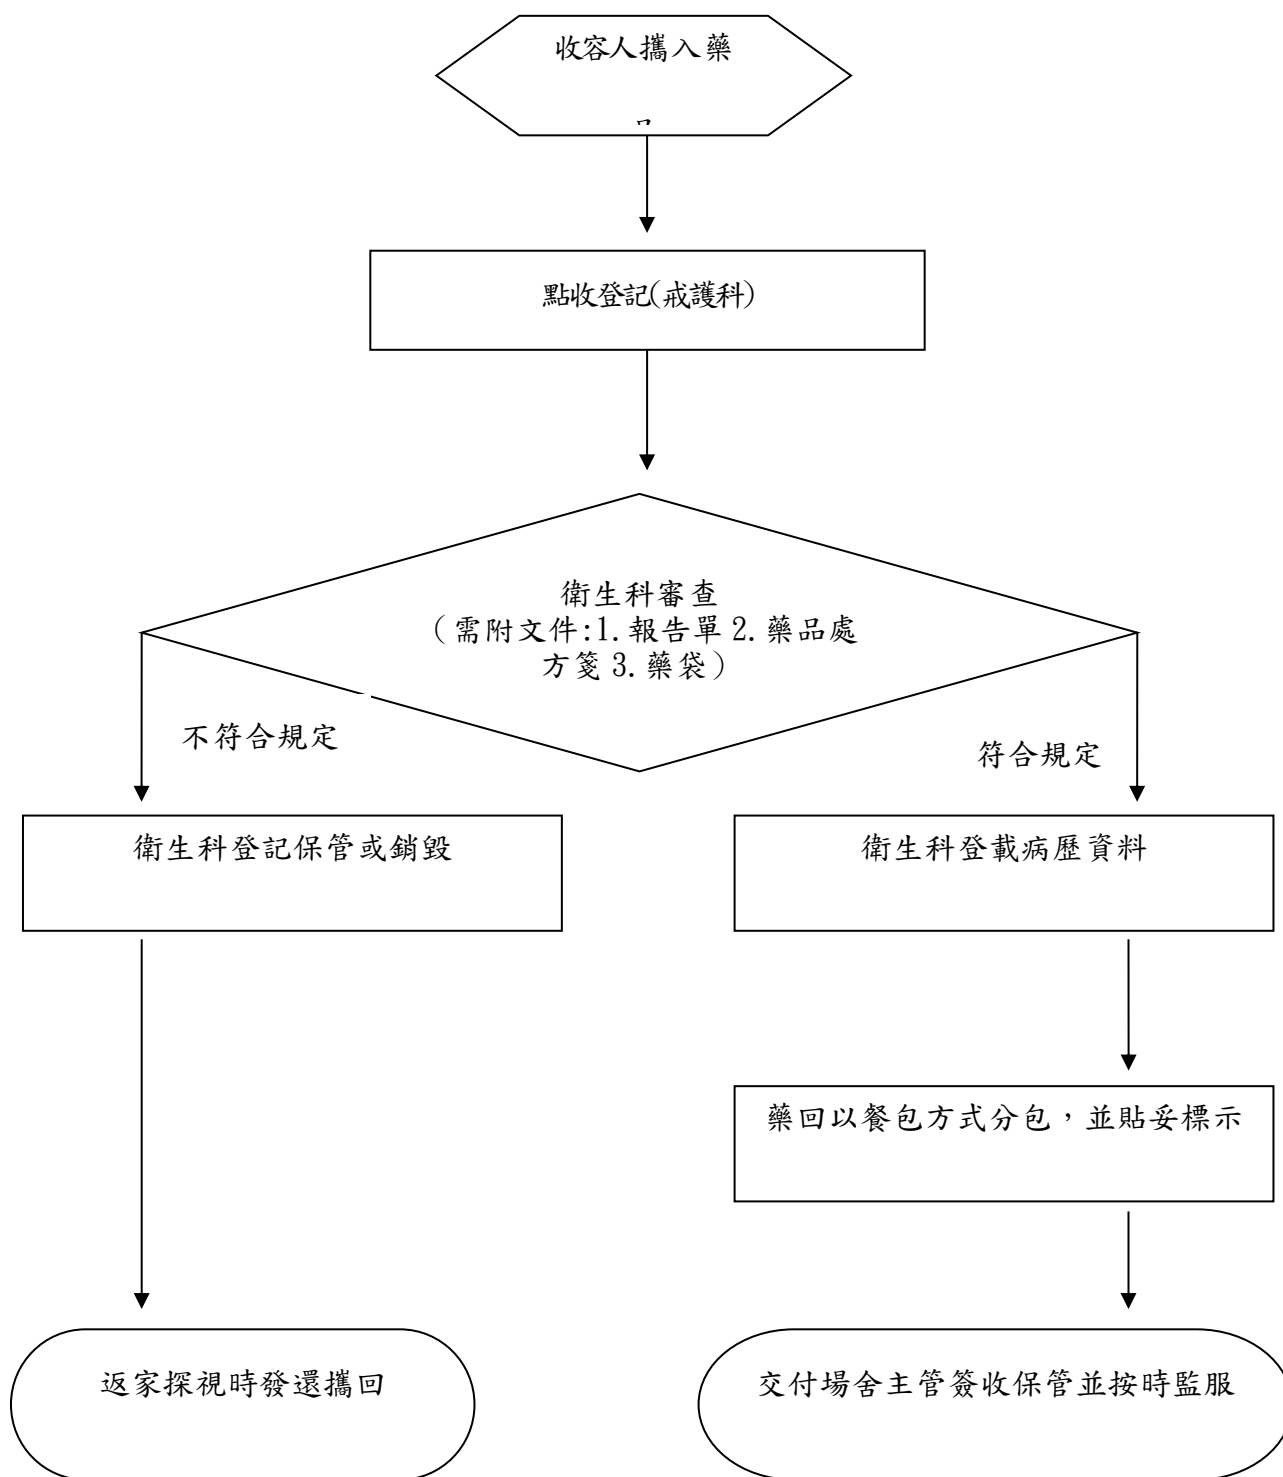 收容人攜入藥
點收登記(戒護科)
衛生科審查
（需附文件:1.報告單 2.藥品處
方箋 3.藥袋）
不符合規定
符合規定
衛生科登記保管或銷毀
衛生科登載病歷資料
藥回以餐包方式分包，並貼妥標示
返家探視時發還攜回
交付場舍主管簽收保管並按時監服